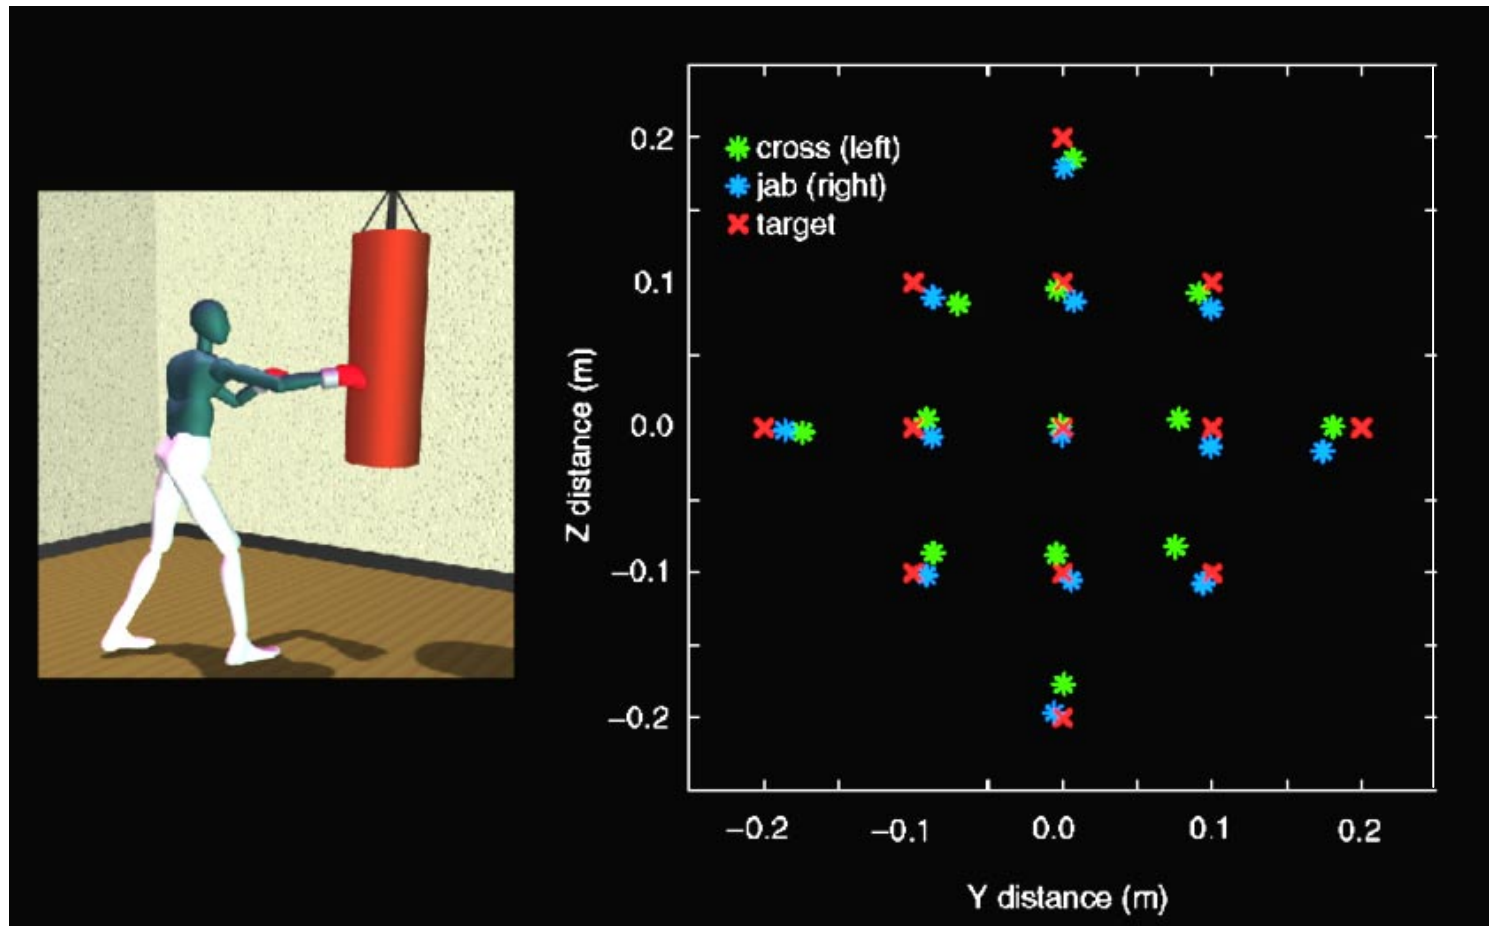 cross (left)
jab (right)
target
0.2
0.1
0.0
−0.1
−0.2
Z distance (m)
−0.2 −0.1 0.0 0.1 0.2
Y distance (m)